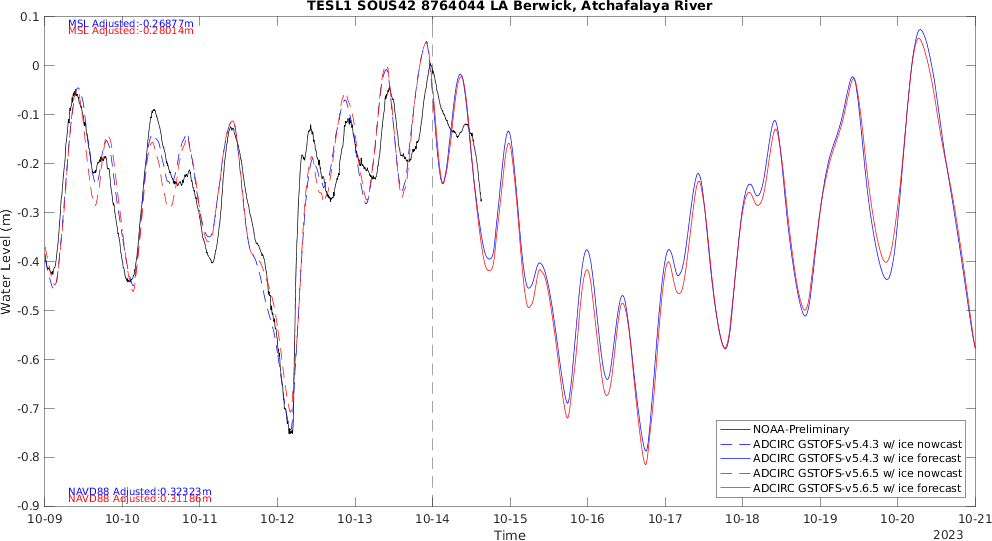 TESL1 SOUS42 8764044 LA Berwick, Atchafalaya River
MSL Adjusted:-0.26877m
MSL Adjusted:-0.28014m
0.1
0
-0.1
-0.2
-0.3
-0.4
-0.5
-0.6
-0.7
-0.8
-0.9
Water Level (m)
NOAA-Preliminary
ADCIRC GSTOFS-v5.4.3 w/ ice nowcast
ADCIRC GSTOFS-v5.4.3 w/ ice forecast
ADCIRC GSTOFS-v5.6.5 w/ ice nowcast
ADCIRC GSTOFS-v5.6.5 w/ ice forecast
NAVD88 Adjusted:0.32323m
NAVD88 Adjusted:0.31186m
10-09 10-10 10-11 10-12 10-13 10-14 10-15 10-16 10-17 10-18 10-19 10-20 10-21
Time
2023